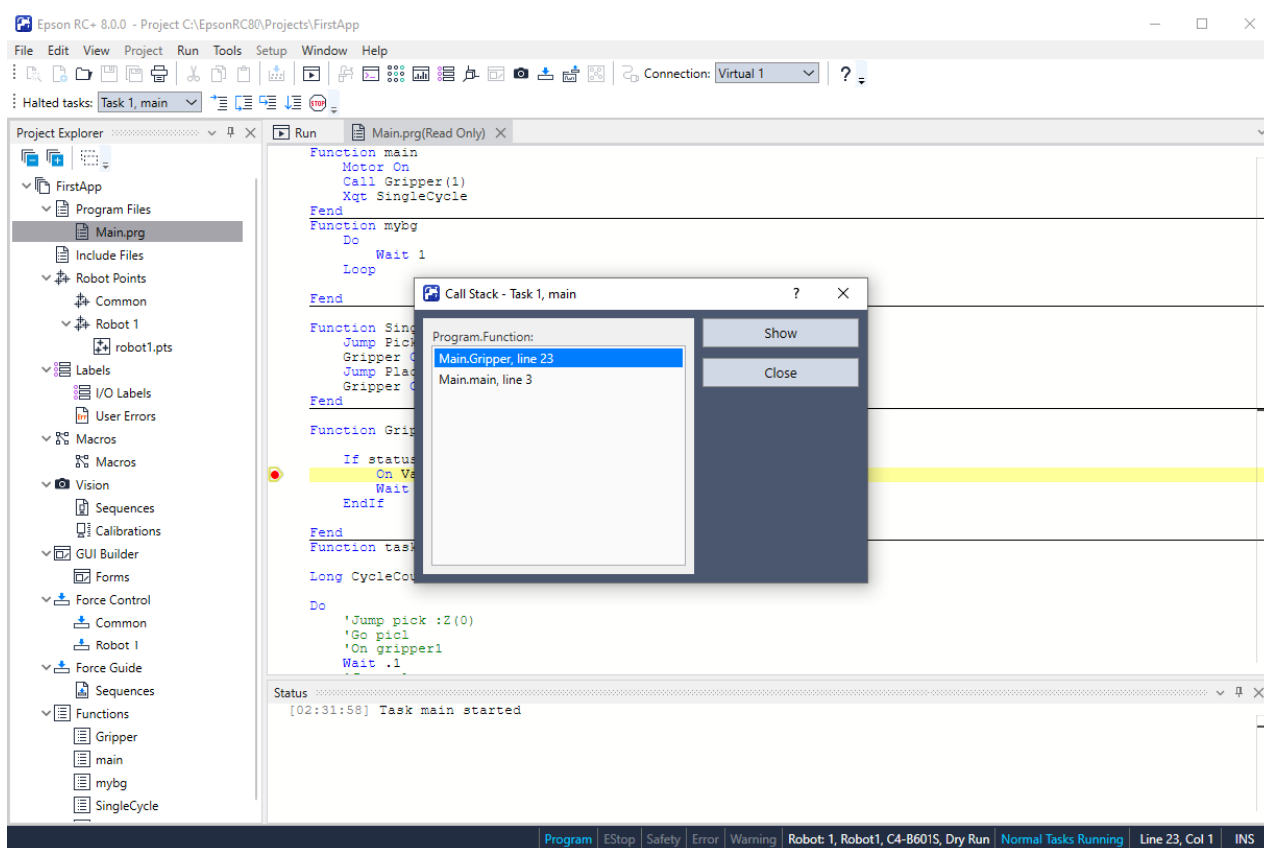 Epson RC+ 8.0.0 - Project C:\EpsonRC80\Projects\FirstApp
File Edit View Project Run Tools Setup Window Help
Connection: Virtual 1 ?
Halted tasks: Task 1, main STOP
Project Explorer
FirstApp
Program Files
Main.prg
Include Files
Robot Points
Common
Robot 1
robot1.pts
Labels
I/O Labels
User Errors
Macros
Macros
Vision
Sequences
Calibrations
GUI Builder
Forms
Force Control
Common
Robot 1
Force Guide
Sequences
Functions
Gripper
main
mybg
SingleCycle
Run Main.prg(Read Only)
Function main
Motor On
Call Gripper(1)
Xqt SingleCycle
Fend
Function mybg
Do
Wait 1
Loop
Fend
Function Sing
Jump Pick
Gripper
Jump Plac
Gripper
Fend
Function Grip
If status
On Va
Wait
EndIf
Fend
Function task
Long CycleCou
Do
'Jump pick :Z(0)
'Go pic1
'On gripper1
Wait .1
Call Stack - Task 1, main ?
Program.Function:
Main.Gripper, line 23
Main.main, line 3
Show
Close
Status
[02:31:58] Task main started
Program EStop Safety Error Warning Robot: 1, Robot1, C4-B601S, Dry Run Normal Tasks Running Line 23, Col 1 INS